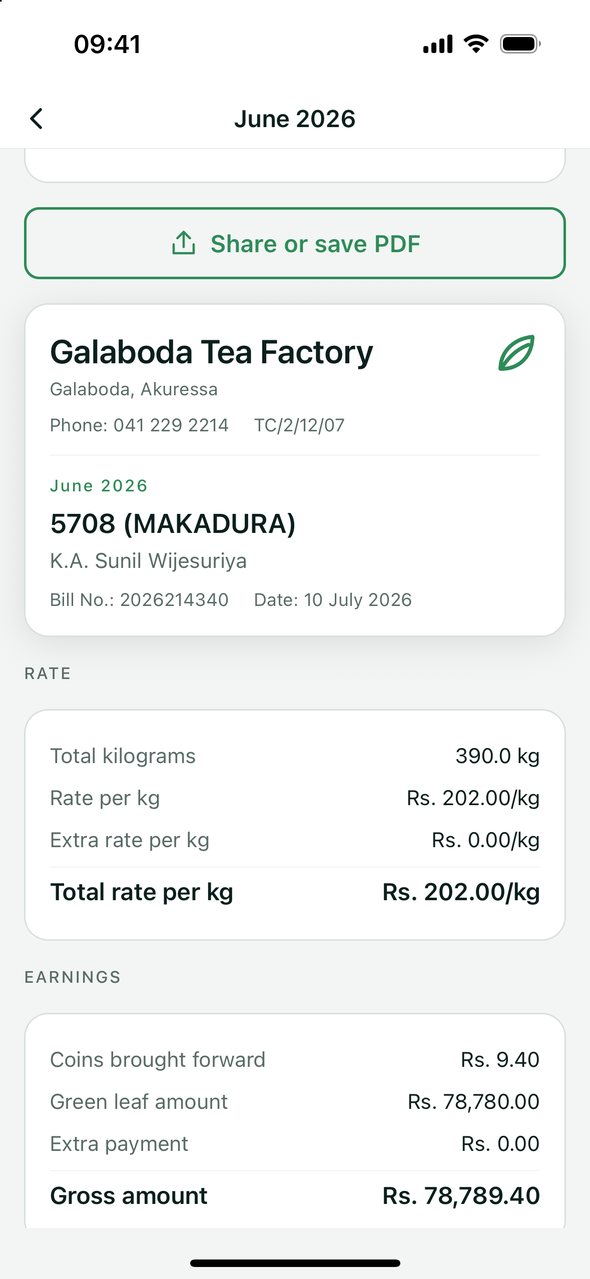 09:41
June 2026
Share or save PDF
Galaboda Tea Factory
Galaboda, Akuressa
Phone: 041 229 2214 TC/2/12/07
June 2026
5708 (MAKADURA)
K.A. Sunil Wijesuriya
Bill No.: 2026214340 Date: 10 July 2026
RATE
Total kilograms 390.0 kg
Rate per kg Rs. 202.00/kg
Extra rate per kg Rs. 0.00/kg
Total rate per kg Rs. 202.00/kg
EARNINGS
Coins brought forward Rs. 9.40
Green leaf amount Rs. 78,780.00
Extra payment Rs. 0.00
Gross amount Rs. 78,789.40